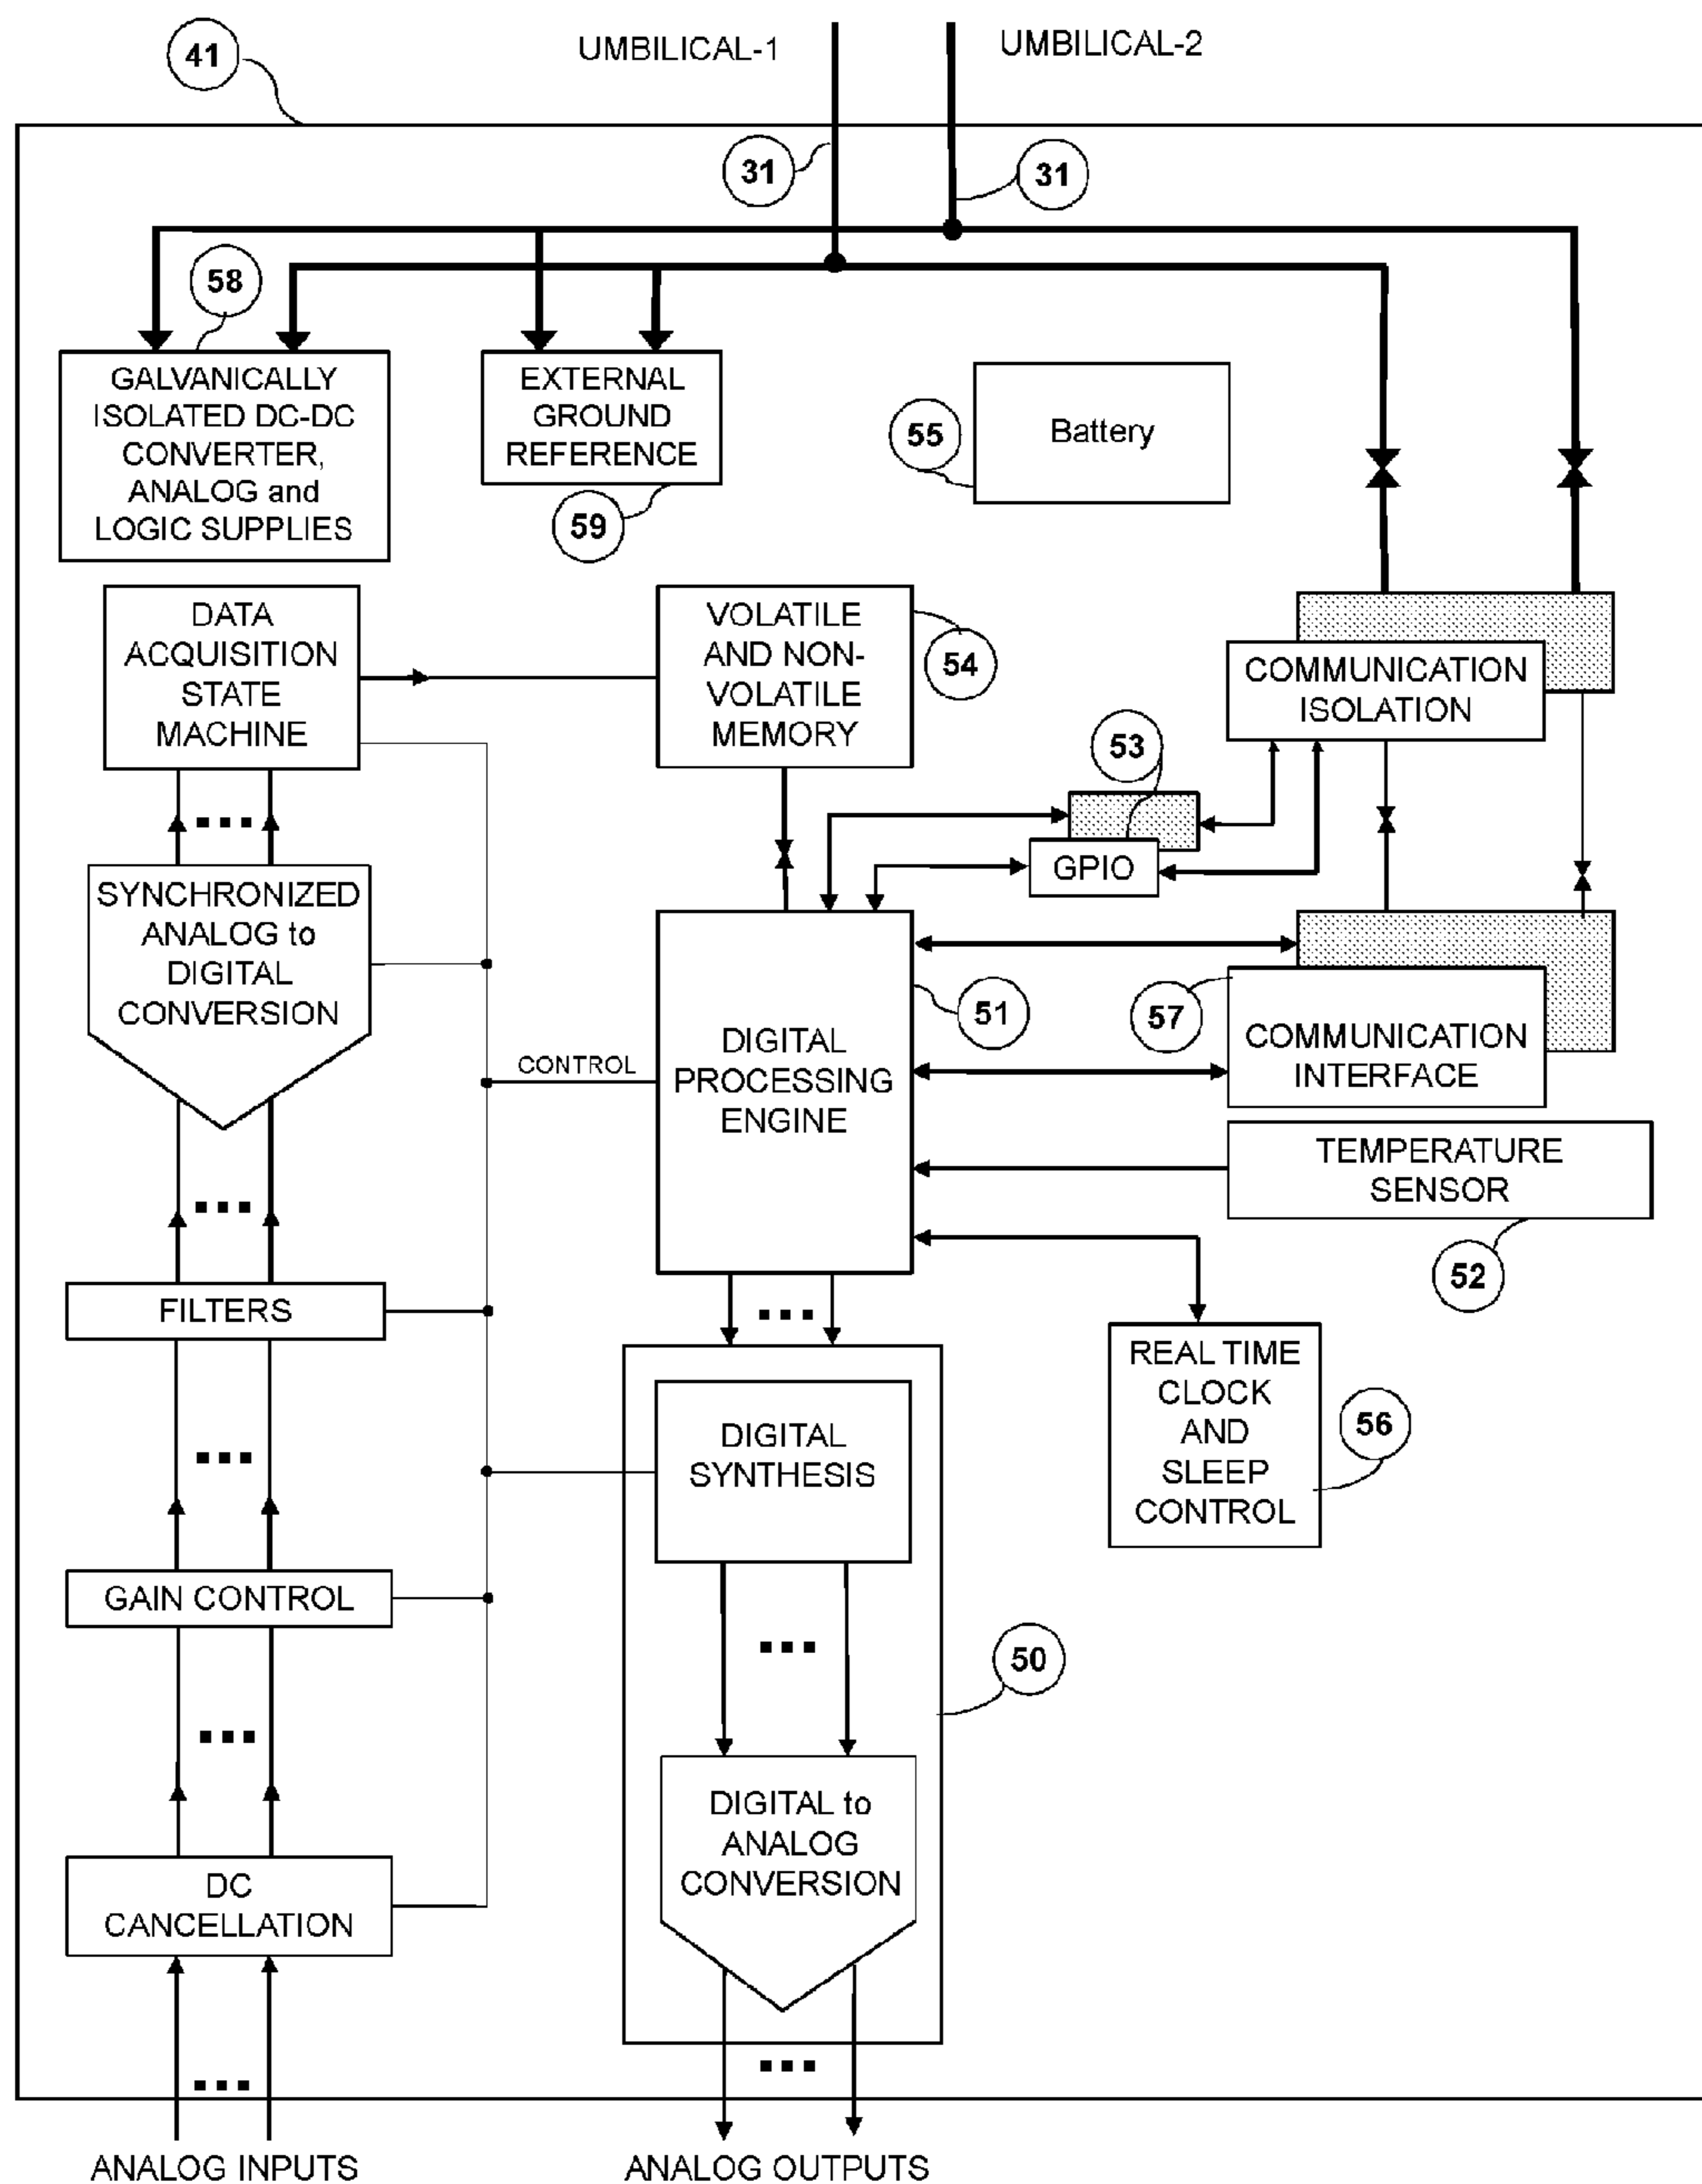 41
UMBILICAL-1
UMBILICAL-2
31
31
58
GALVANICALLY
ISOLATED DC-DC
CONVERTER,
ANALOG and
LOGIC SUPPLIES
EXTERNAL
GROUND
REFERENCE
59
55
Battery
DATA
ACQUISITION
STATE
MACHINE
VOLATILE
AND NON-
VOLATILE
MEMORY
54
COMMUNICATION
ISOLATION
53
GPIO
SYNCHRONIZED
ANALOG to
DIGITAL
CONVERSION
CONTROL
DIGITAL
PROCESSING
ENGINE
51
57
COMMUNICATION
INTERFACE
TEMPERATURE
SENSOR
52
FILTERS
REAL TIME
CLOCK
AND
SLEEP
CONTROL
56
DIGITAL
SYNTHESIS
GAIN CONTROL
50
DIGITAL to
ANALOG
CONVERSION
DC
CANCELLATION
ANALOG INPUTS
ANALOG OUTPUTS